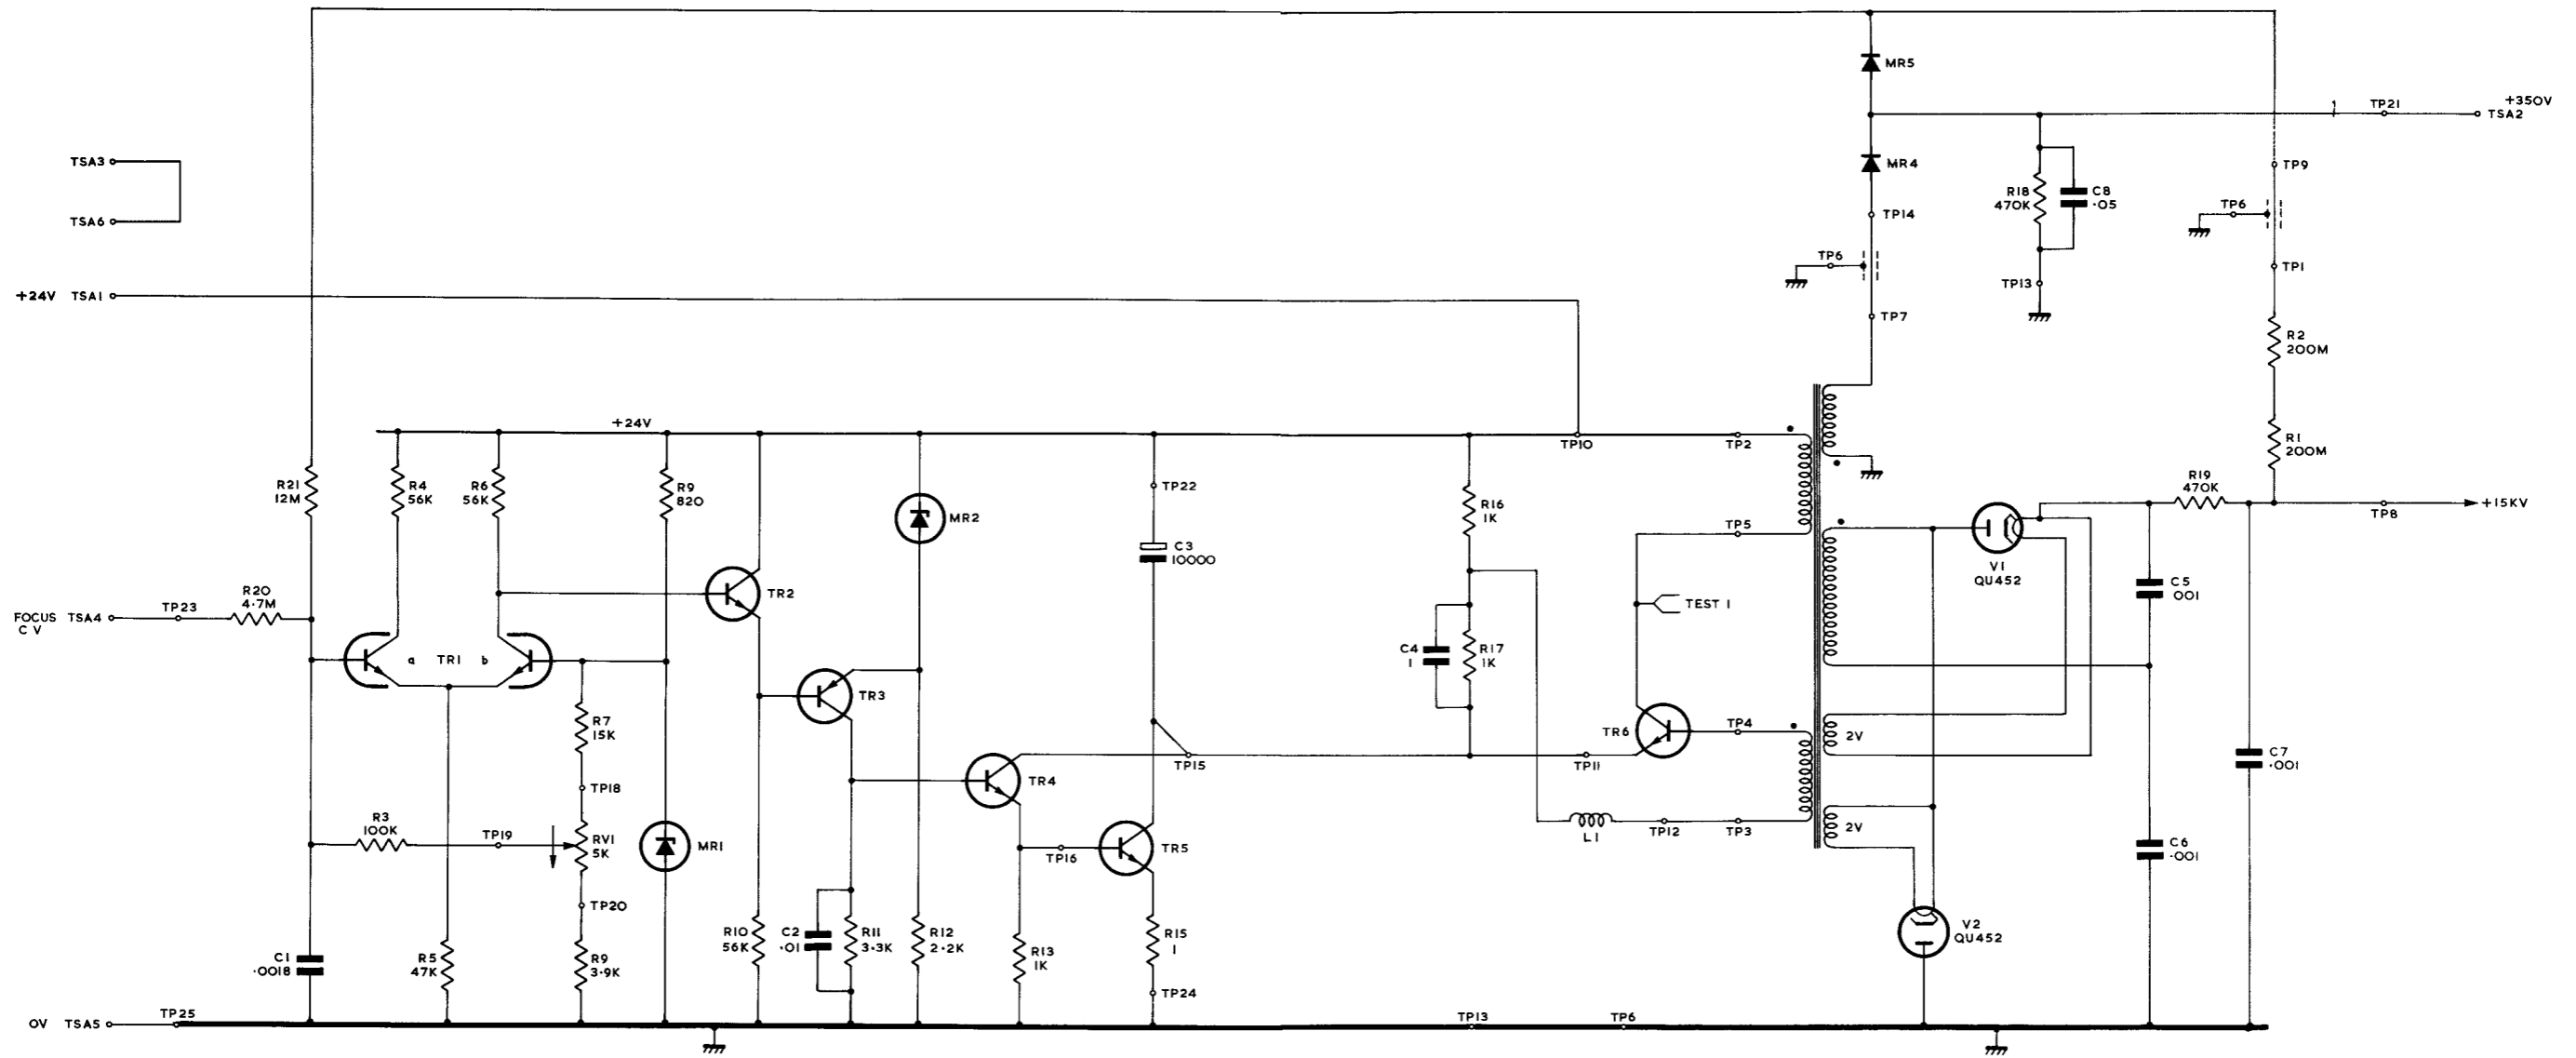 MR5
+350V
TP21
TSA2
TSA3
MR4
TP9
R18
470K
C8
·05
TP14
TP6
TSA6
TP6
TP1
TP13
+24V TSA1
TP7
R2
200M
+24V
TP10
TP2
R1
200M
R21
12M
R4
56K
R6
56K
R9
820
TP22
MR2
R16
1K
R19
470K
TP5
TP8
+15KV
C3
10000
V1
QU452
C5
001
TR2
TEST 1
R20
4·7M
TP23
FOCUS TSA4
C V
a TR1 b
C4
1
R17
1K
TR3
R7
15K
TR6
TP4
2V
C7
·001
TP15
TP11
TR4
TP18
R3
100K
TP19
RV1
5K
MR1
TP16
TR5
L1
TP12
TP3
2V
C6
·001
TP20
R10
56K
C2
·01
R11
3·3K
R12
2·2K
R15
1
V2
QU452
C1
·0018
R5
47K
R9
3·9K
R13
1K
TP24
0V TSA5
TP25
TP13
TP6